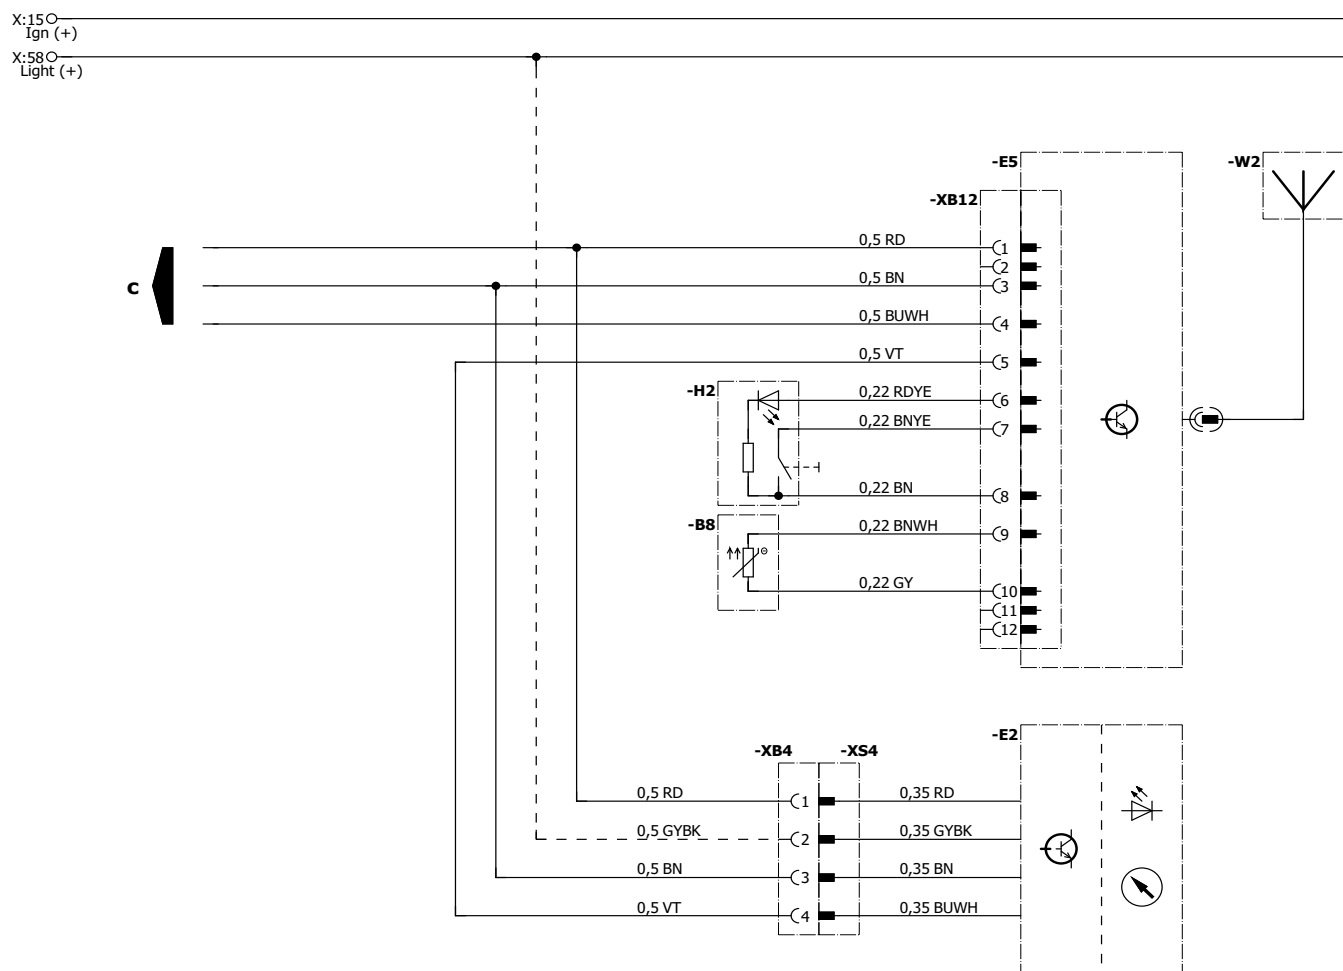 X:15
Ign (+)
X:58
Light (+)
-E5
-W2
-XB12
0,5 RD
1
2
0,5 BN
3
C
0,5 BUWH
4
0,5 VT
5
-H2
0,22 RDYE
6
0,22 BNYE
7
0,22 BN
8
-B8
0,22 BNWH
9
0,22 GY
10
11
12
-E2
-XB4
-XS4
0,5 RD
1
0,35 RD
0,5 GYBK
2
0,35 GYBK
0,5 BN
3
0,35 BN
0,5 VT
4
0,35 BUWH